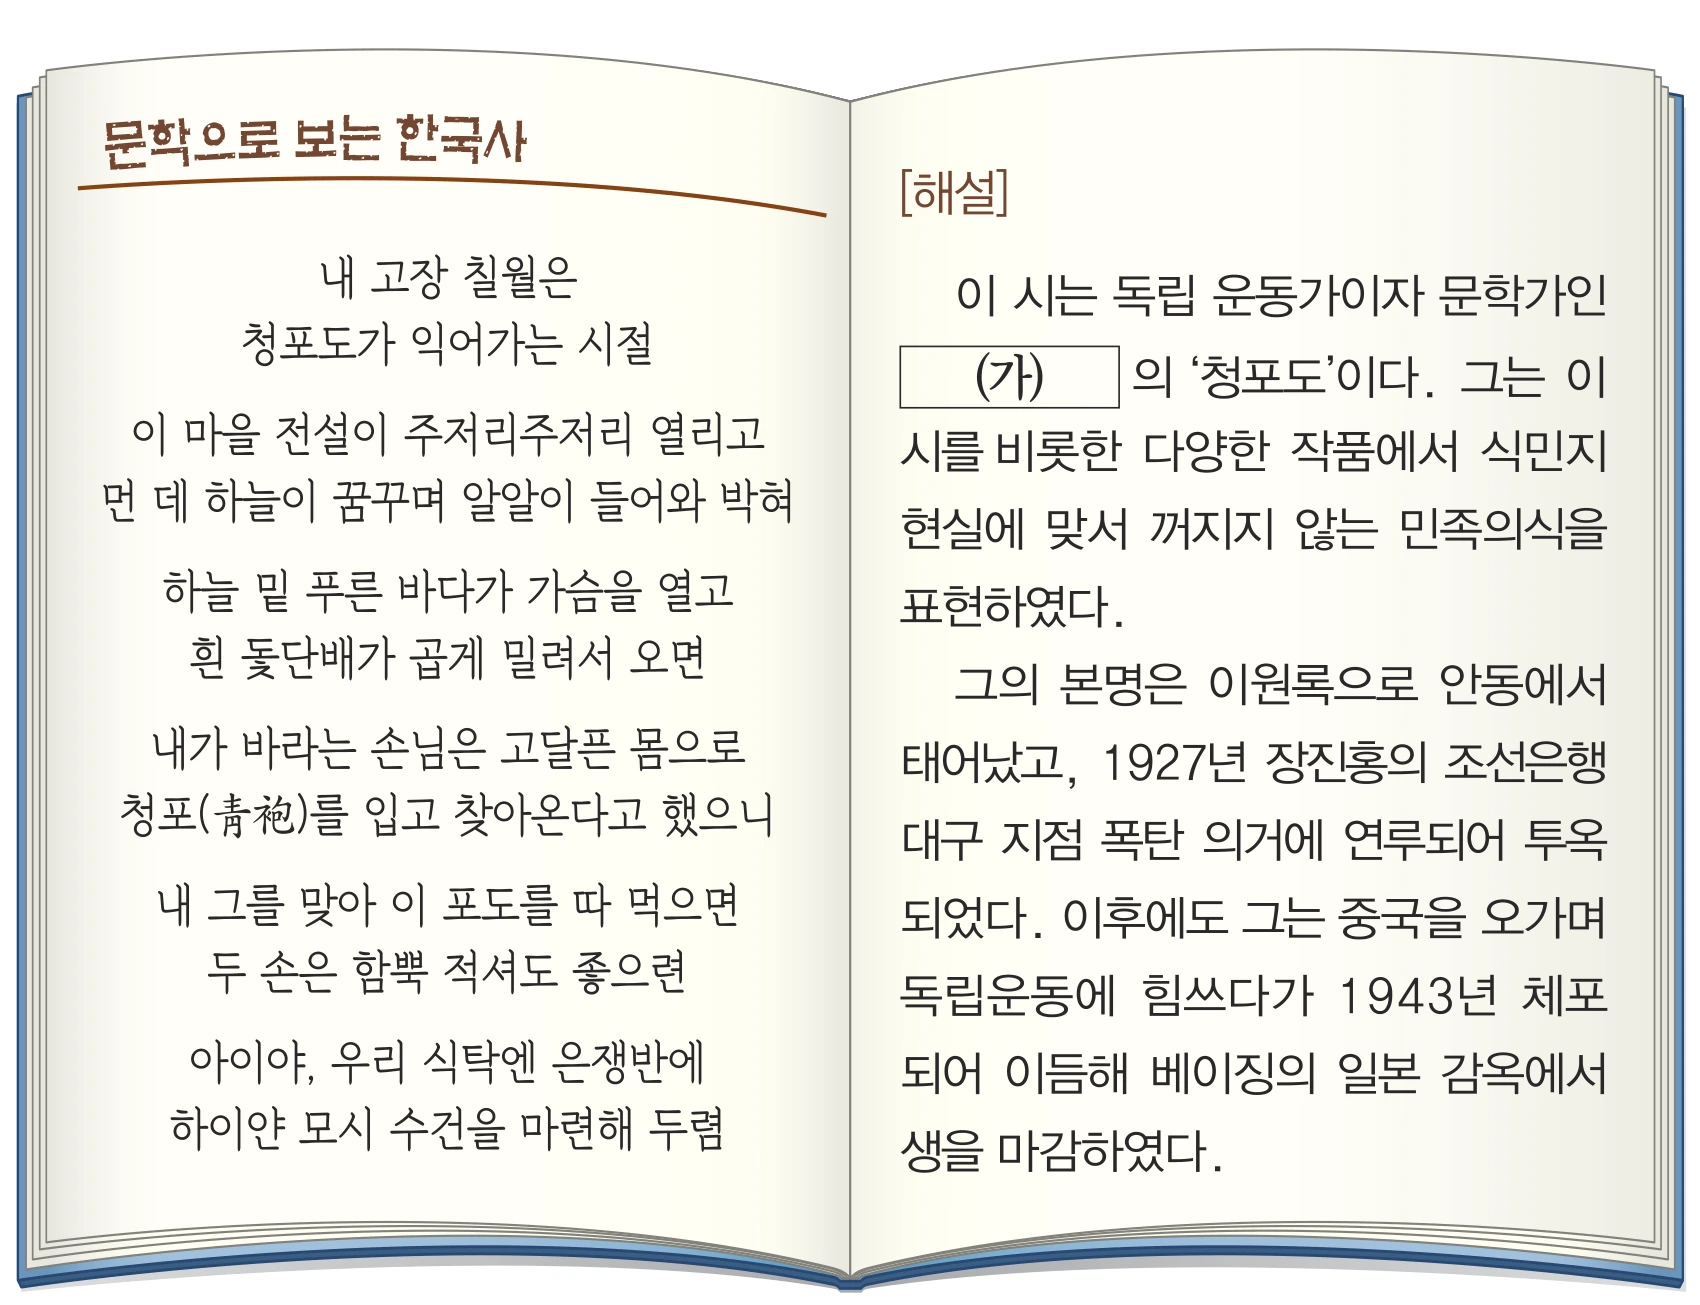 문학으로 보는 한국사
내 고장 칠월은
청포도가 익어가는 시절
이 마을 전설이 주저리주저리 열리고
먼 데 하늘이 꿈꾸며 알알이 들어와 박혀
하늘 밑 푸른 바다가 가슴을 열고
흰 돛단배가 곱게 밀려서 오면
내가 바라는 손님은 고달픈 몸으로
청포(靑袍)를 입고 찾아온다고 했으니
내 그를 맞아 이 포도를 따 먹으면
두 손은 함뿍 적셔도 좋으련
아이야, 우리 식탁엔 은쟁반에
하이얀 모시 수건을 마련해 두렴
[해설]
이 시는 독립 운동가이자 문학가인
(가) 의 ‘청포도’이다. 그는 이
시를 비롯한 다양한 작품에서 식민지
현실에 맞서 꺼지지 않는 민족의식을
표현하였다.
그의 본명은 이원록으로 안동에서
태어났고, 1927년 장진홍의 조선은행
대구 지점 폭탄 의거에 연루되어 투옥
되었다. 이후에도 그는 중국을 오가며
독립운동에 힘쓰다가 1943년 체포
되어 이듬해 베이징의 일본 감옥에서
생을 마감하였다.